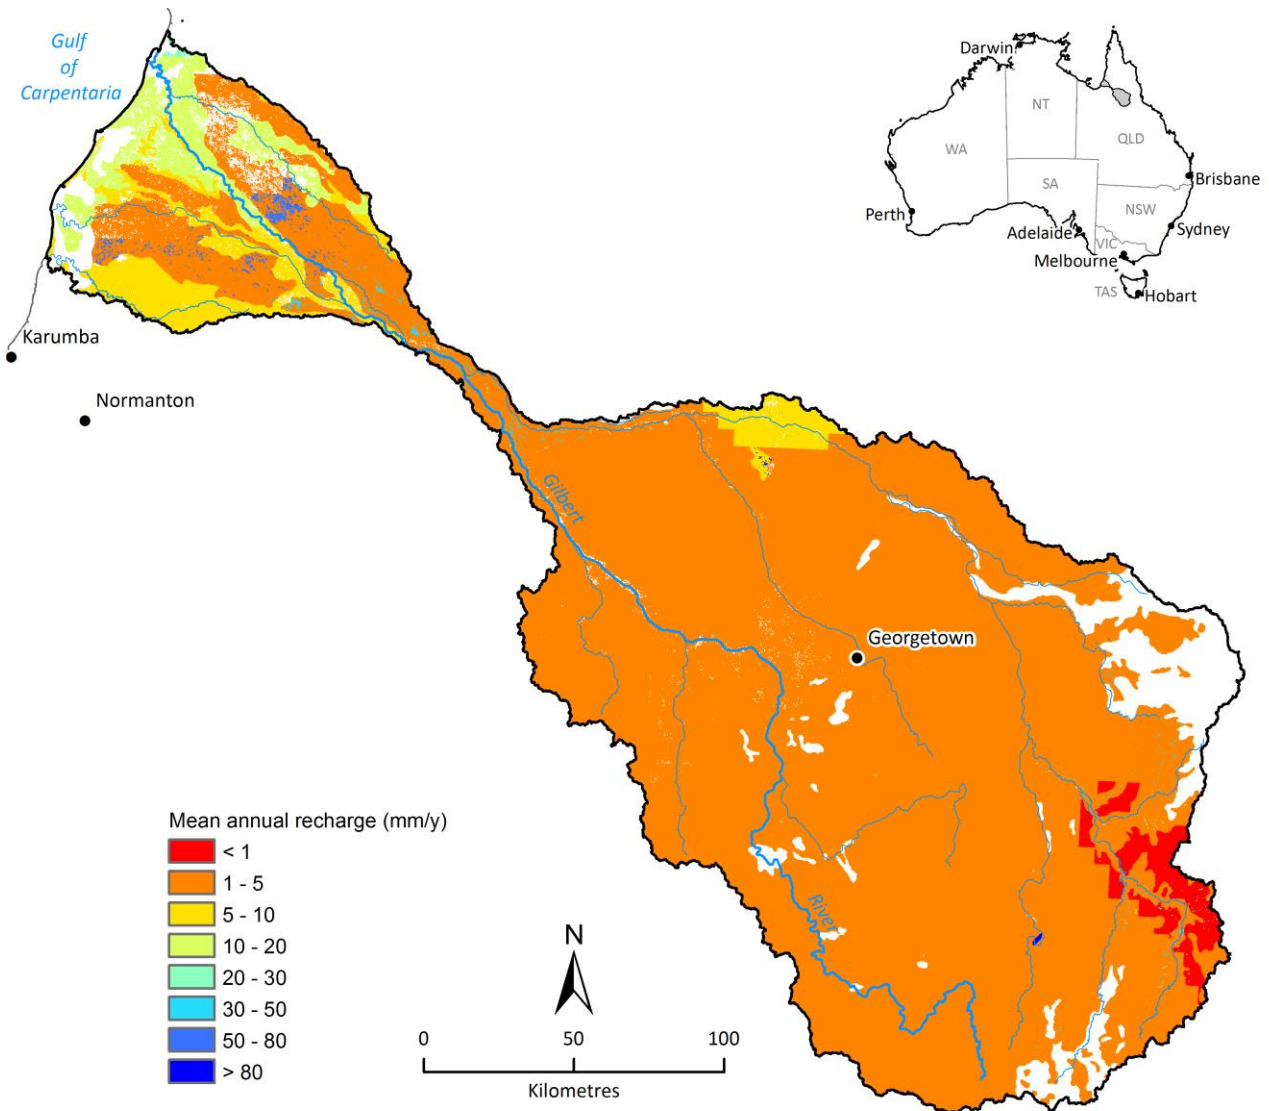 Gulf
of
Carpentaria
Karumba
Normanton
Gilbert
River
Georgetown
Darwin
NT
WA
QLD
SA
Brisbane
NSW
Perth
Adelaide
Sydney
VIC
Melbourne
TAS
Hobart
Mean annual recharge (mm/y)
< 1
1 - 5
5 - 10
10 - 20
20 - 30
30 - 50
50 - 80
> 80
N
0 50 100
Kilometres